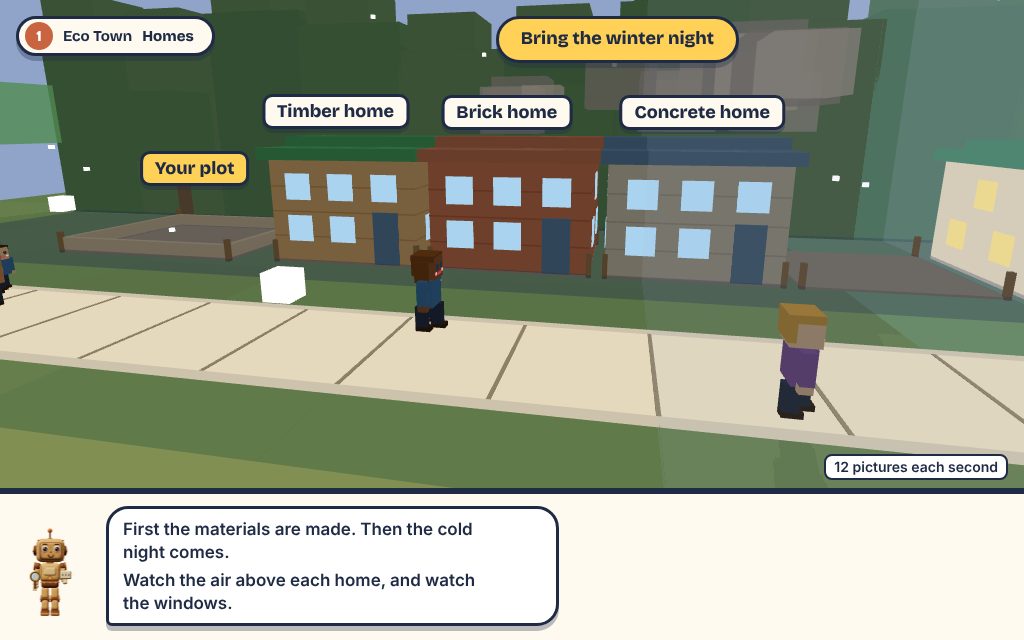 1 Eco Town Homes
Bring the winter night
Timber home
Brick home
Concrete home
Your plot
12 pictures each second
First the materials are made. Then the cold
night comes.
Watch the air above each home, and watch
the windows.